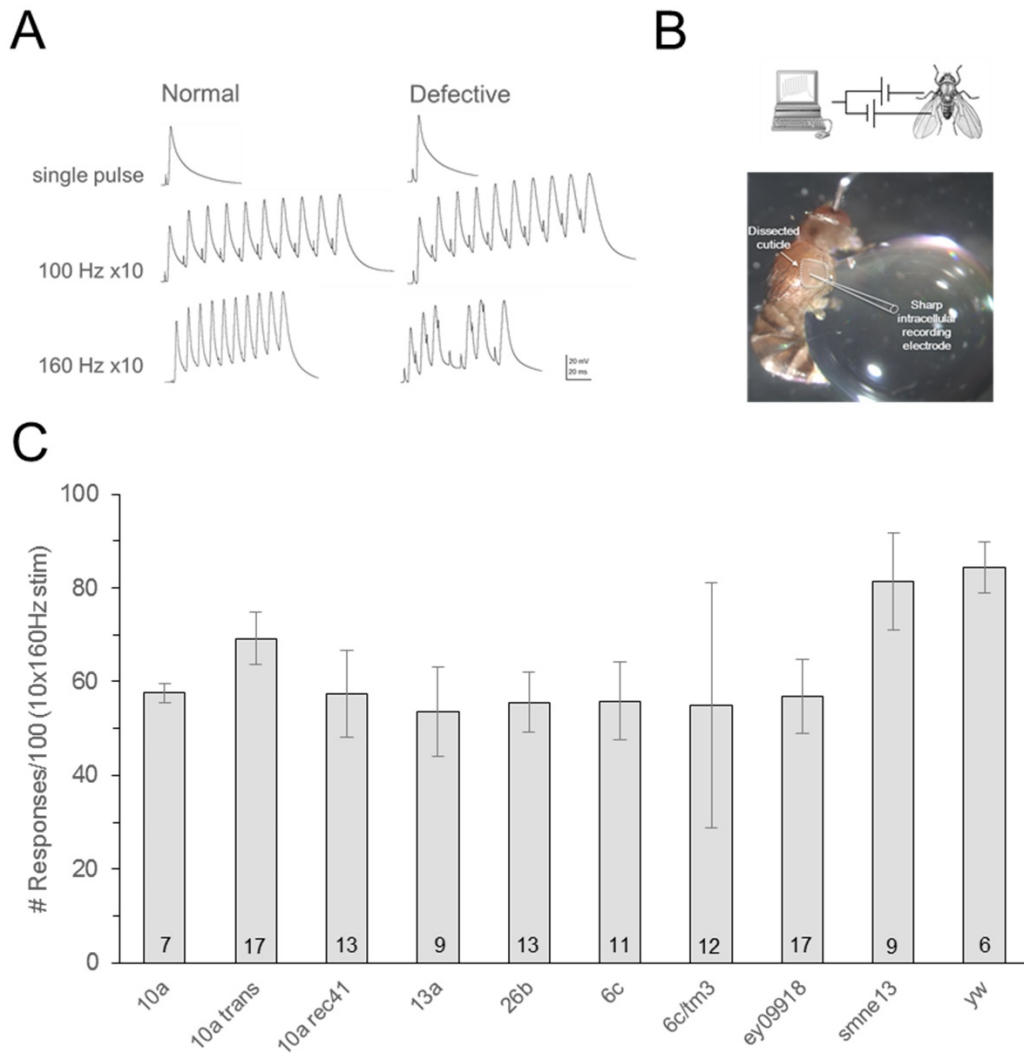 A
B
Normal
Defective
single pulse
100 Hz x10
160 Hz x10
20 mV
20 ms
Dissected
cuticle
Sharp
intracellular
recording
electrode
C
# Responses/100 (10x160Hz stim)
100
80
60
40
20
0
7
17
13
9
13
11
12
17
9
6
10a
10a trans
10a rec41
13a
26b
6c
6c/tm3
ey09918
smne13
yw